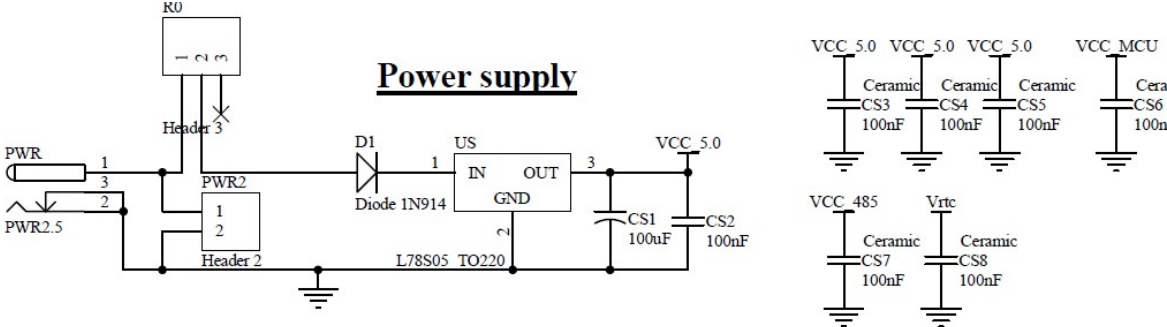 R0
1 2 3
Header 3
Power supply
PWR
1
3
2
PWR2.5
PWR2
1
2
Header 2
D1
Diode 1N914
US
1
IN OUT
GND
3
2
L78S05 TO220
VCC_5.0
CS1
100uF
CS2
100nF
VCC_5.0 VCC_5.0 VCC_5.0 VCC_MCU
Ceramic Ceramic Ceramic Cera
CS3 CS4 CS5 CS6
100nF 100nF 100nF 100n
VCC_485 Vrtc
Ceramic Ceramic
CS7 CS8
100nF 100nF